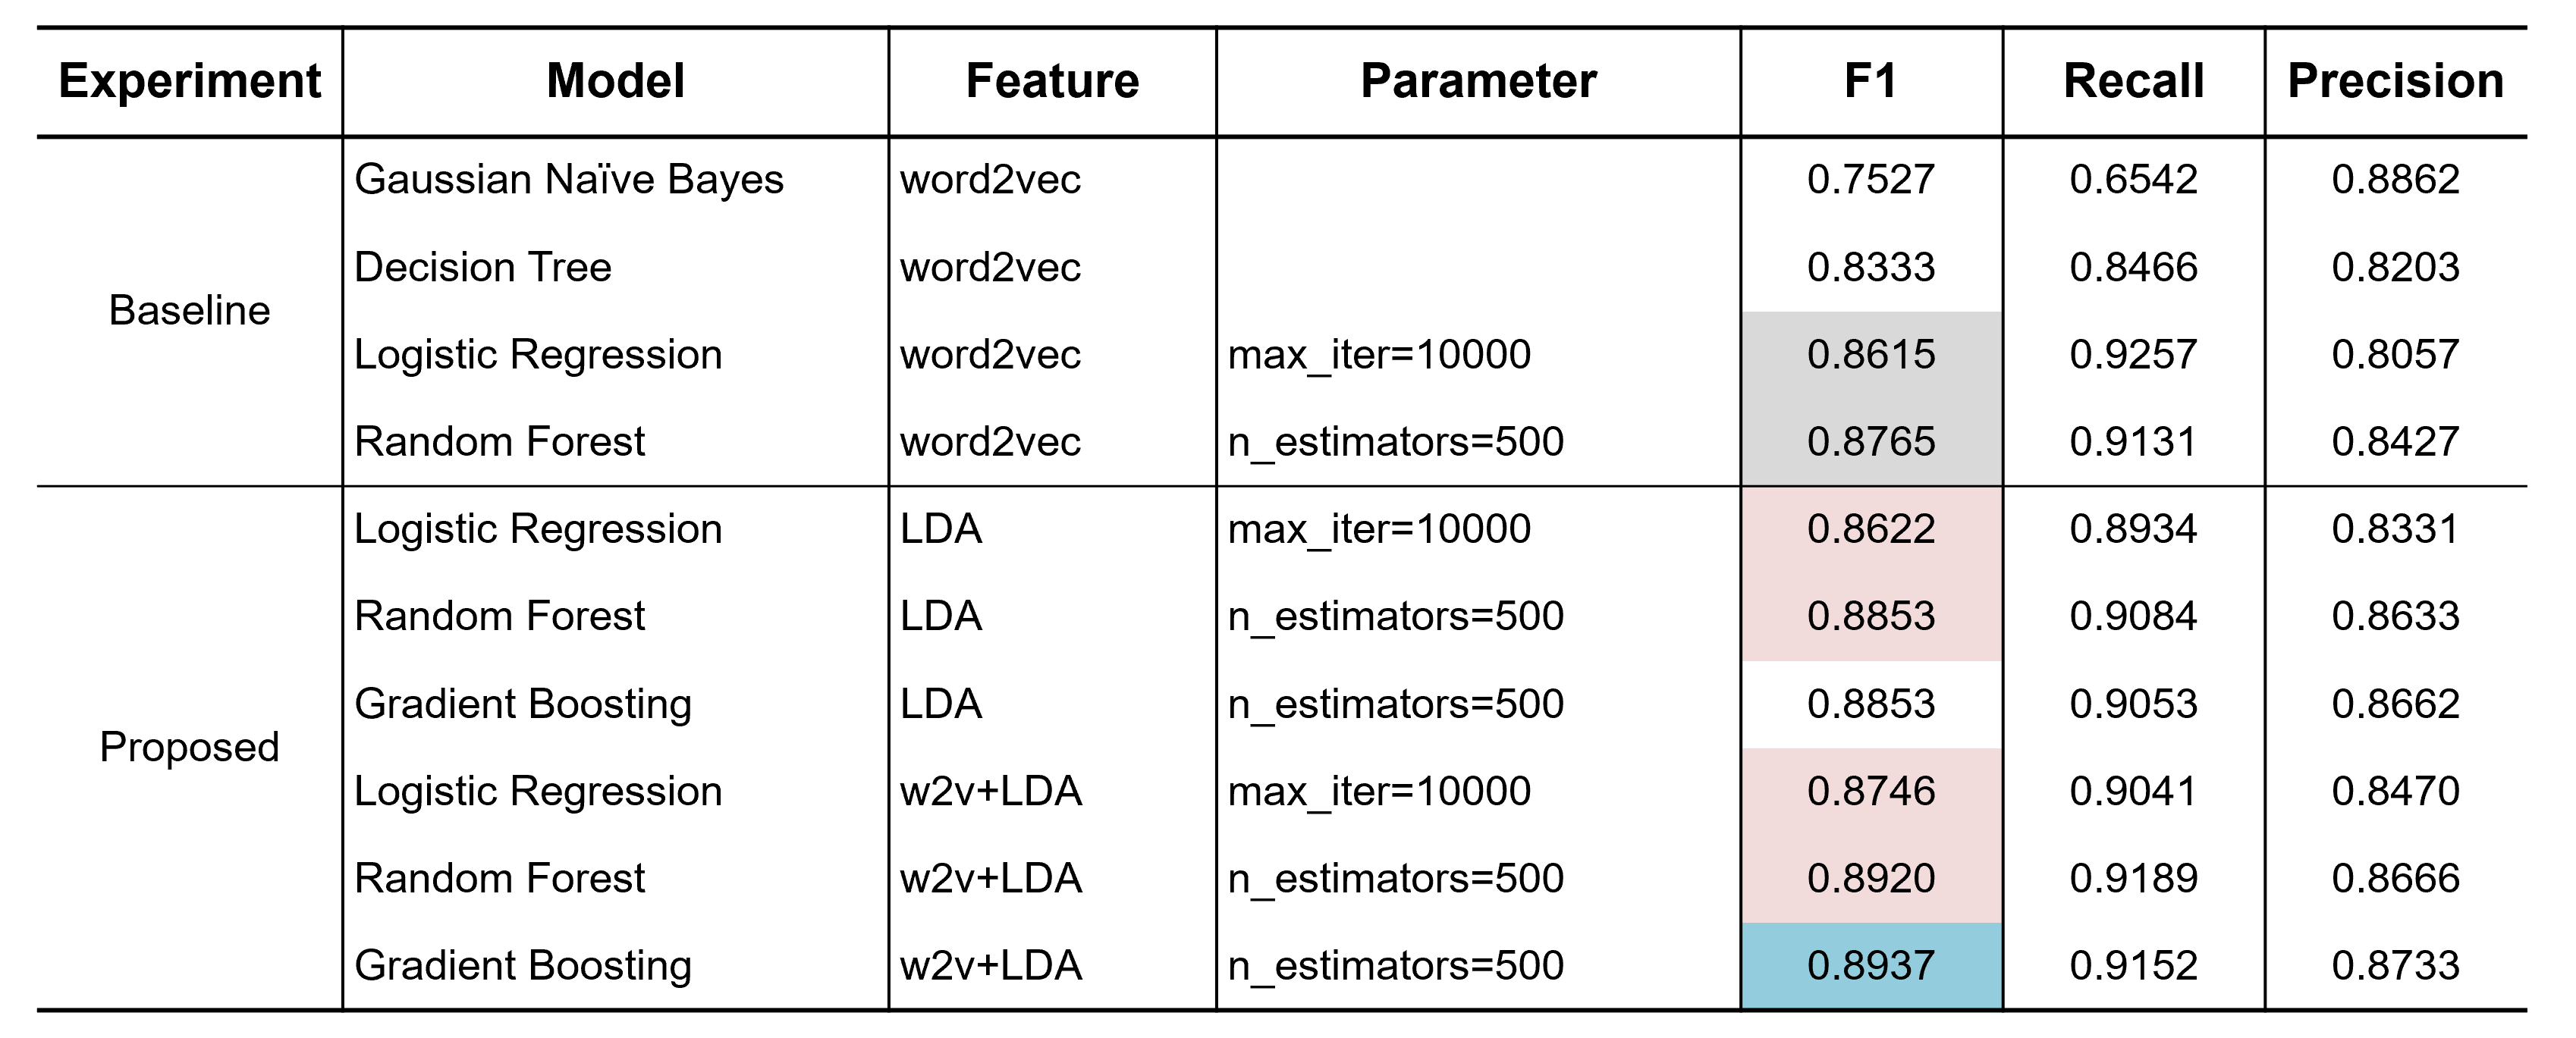 Experiment Model Feature Parameter F1 Recall Precision
Baseline
Gaussian Naïve Bayes word2vec 0.7527 0.6542 0.8862
Decision Tree word2vec 0.8333 0.8466 0.8203
Logistic Regression word2vec max_iter=10000 0.8615 0.9257 0.8057
Random Forest word2vec n_estimators=500 0.8765 0.9131 0.8427
Proposed
Logistic Regression LDA max_iter=10000 0.8622 0.8934 0.8331
Random Forest LDA n_estimators=500 0.8853 0.9084 0.8633
Gradient Boosting LDA n_estimators=500 0.8853 0.9053 0.8662
Logistic Regression w2v+LDA max_iter=10000 0.8746 0.9041 0.8470
Random Forest w2v+LDA n_estimators=500 0.8920 0.9189 0.8666
Gradient Boosting w2v+LDA n_estimators=500 0.8937 0.9152 0.8733